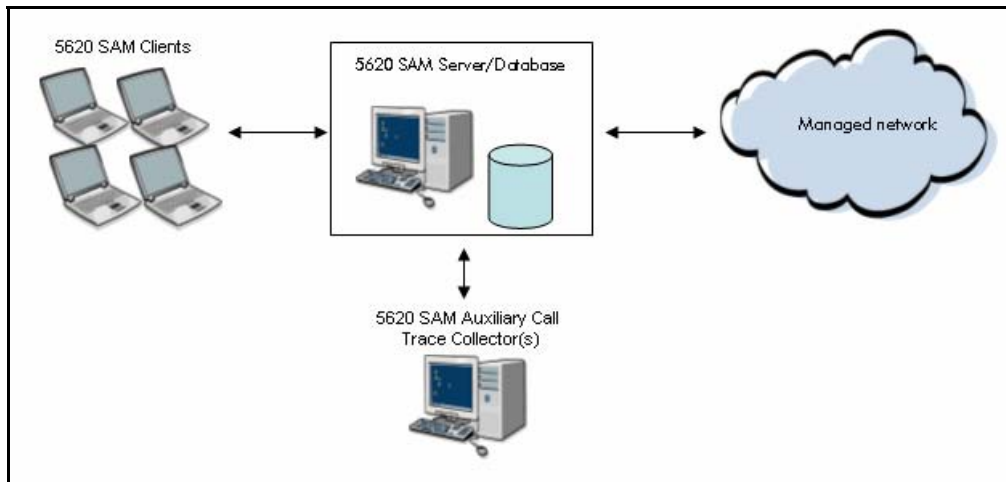 5620 SAM Clients
5620 SAM Server/Database
Managed network
5620 SAM Auxiliary Call
Trace Collector(s)